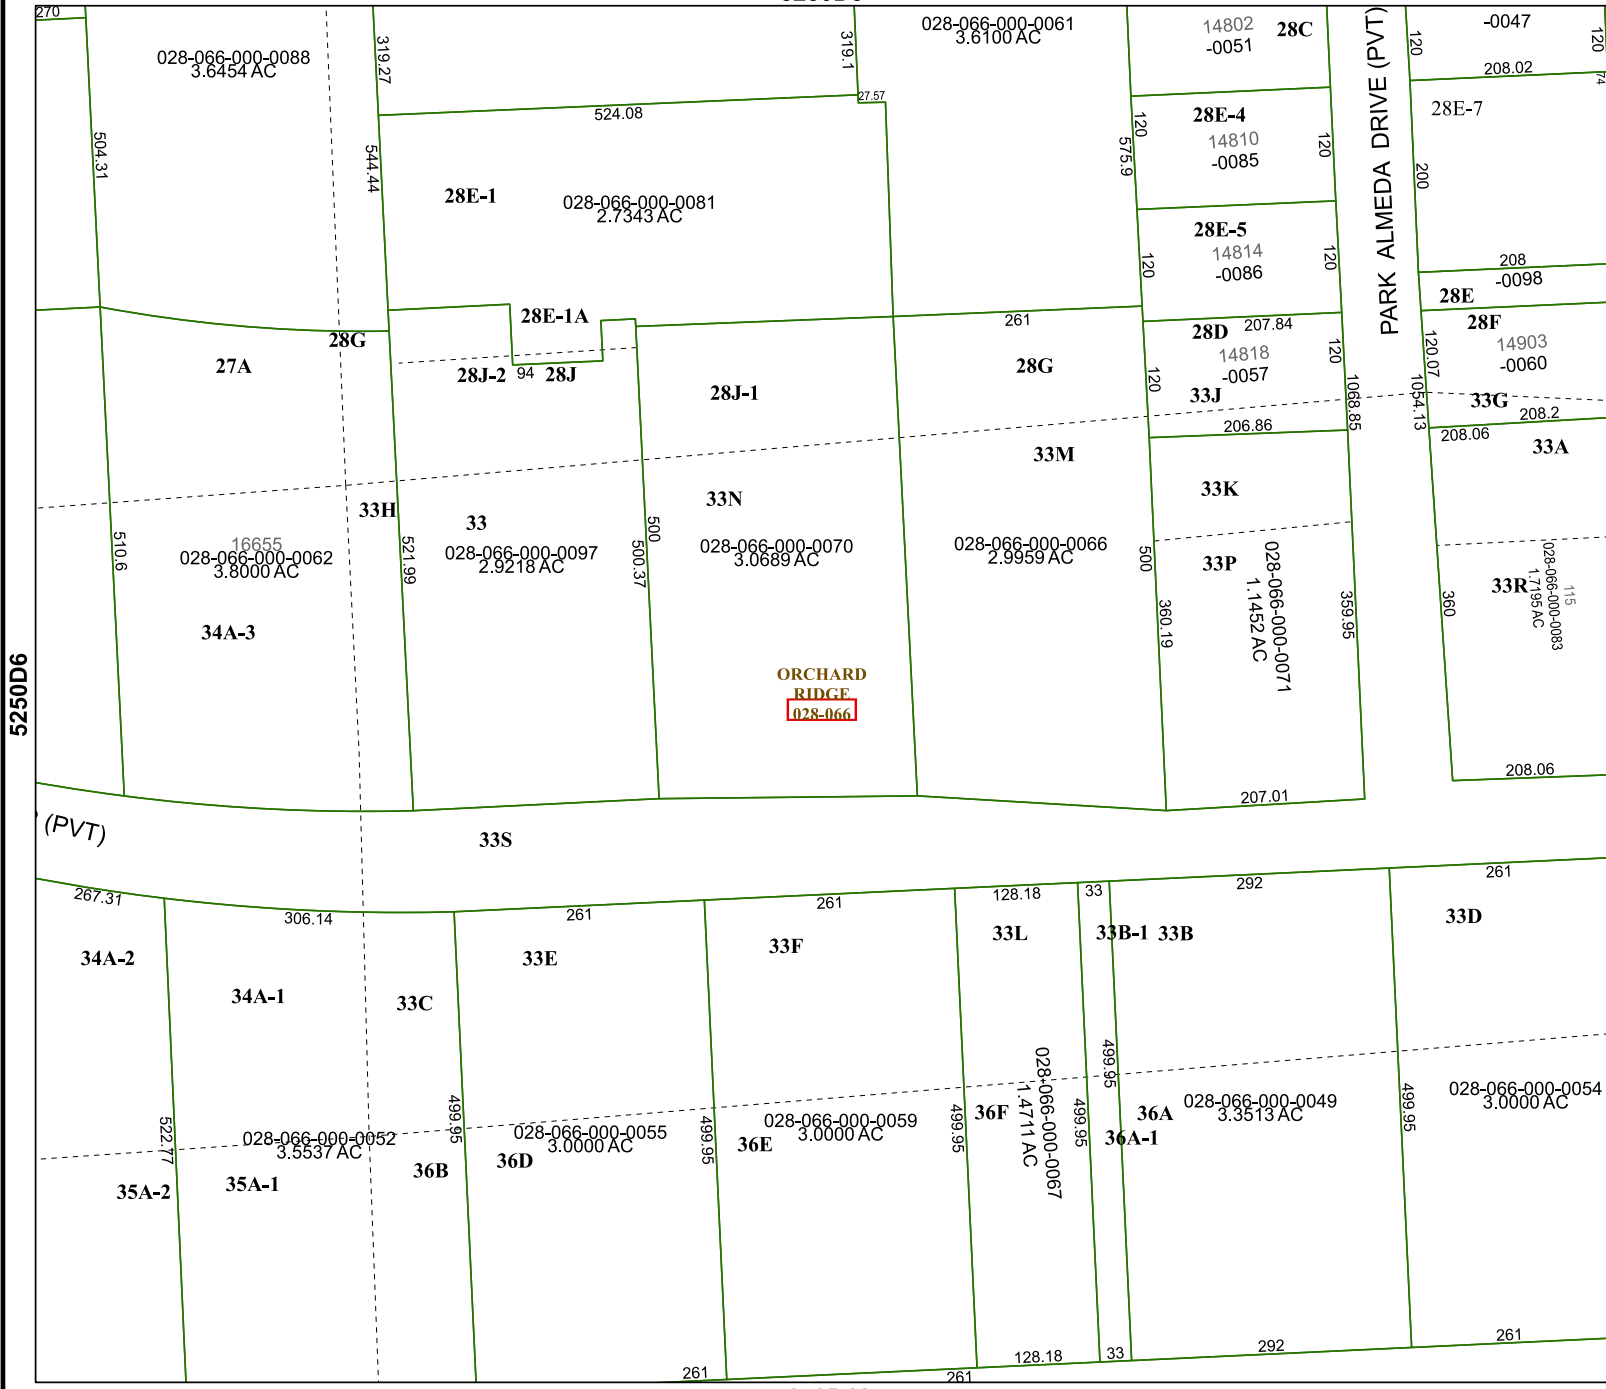 270
028-066-000-0088
3.6454 AC
319.27
319.1
028-066-000-0061
3.6100 AC
14802
-0051
28C
PARK ALMEDA DRIVE (PVT)
120
-0047
120
208.02
74
524.08
27.57
504.31
544.44
28E-1
028-066-000-0081
2.7343 AC
575.9
120
28E-4
14810
-0085
120
28E-7
200
28E-5
14814
-0086
120
120
208
-0098
28E
28E-1A
261
28D
207.84
28F
28G
27A
28J-2
94
28J
28J-1
28G
120
14818
-0057
33J
120
1068.85
120.07
1054.13
14903
-0060
33G
208.2
206.86
208.06
33A
33M
33K
33H
33
33N
510.6
16655
028-066-000-0062
3.8000 AC
521.99
028-066-000-0097
2.9218 AC
500
500.37
028-066-000-0070
3.0689 AC
028-066-000-0066
2.9959 AC
500
360.19
33P
028-066-000-0071
1.1452 AC
359.95
360
33R
115
028-066-000-0083
1.7195 AC
34A-3
5250D6
ORCHARD
RIDGE
028-066
208.06
207.01
(PVT)
33S
267.31
306.14
261
261
128.18
33
292
261
34A-2
34A-1
33C
33E
33F
33L
33B-1
33B
33D
522.77
028-066-000-0052
3.5537 AC
499.95
028-066-000-0055
3.0000 AC
499.95
028-066-000-0059
3.0000 AC
499.95
36F
028-066-000-0067
1.4711 AC
499.95
499.95
36A
028-066-000-0049
3.3513 AC
499.95
028-066-000-0054
3.0000 AC
36A-1
36E
36D
36B
35A-2
35A-1
261
261
128.18
33
292
261